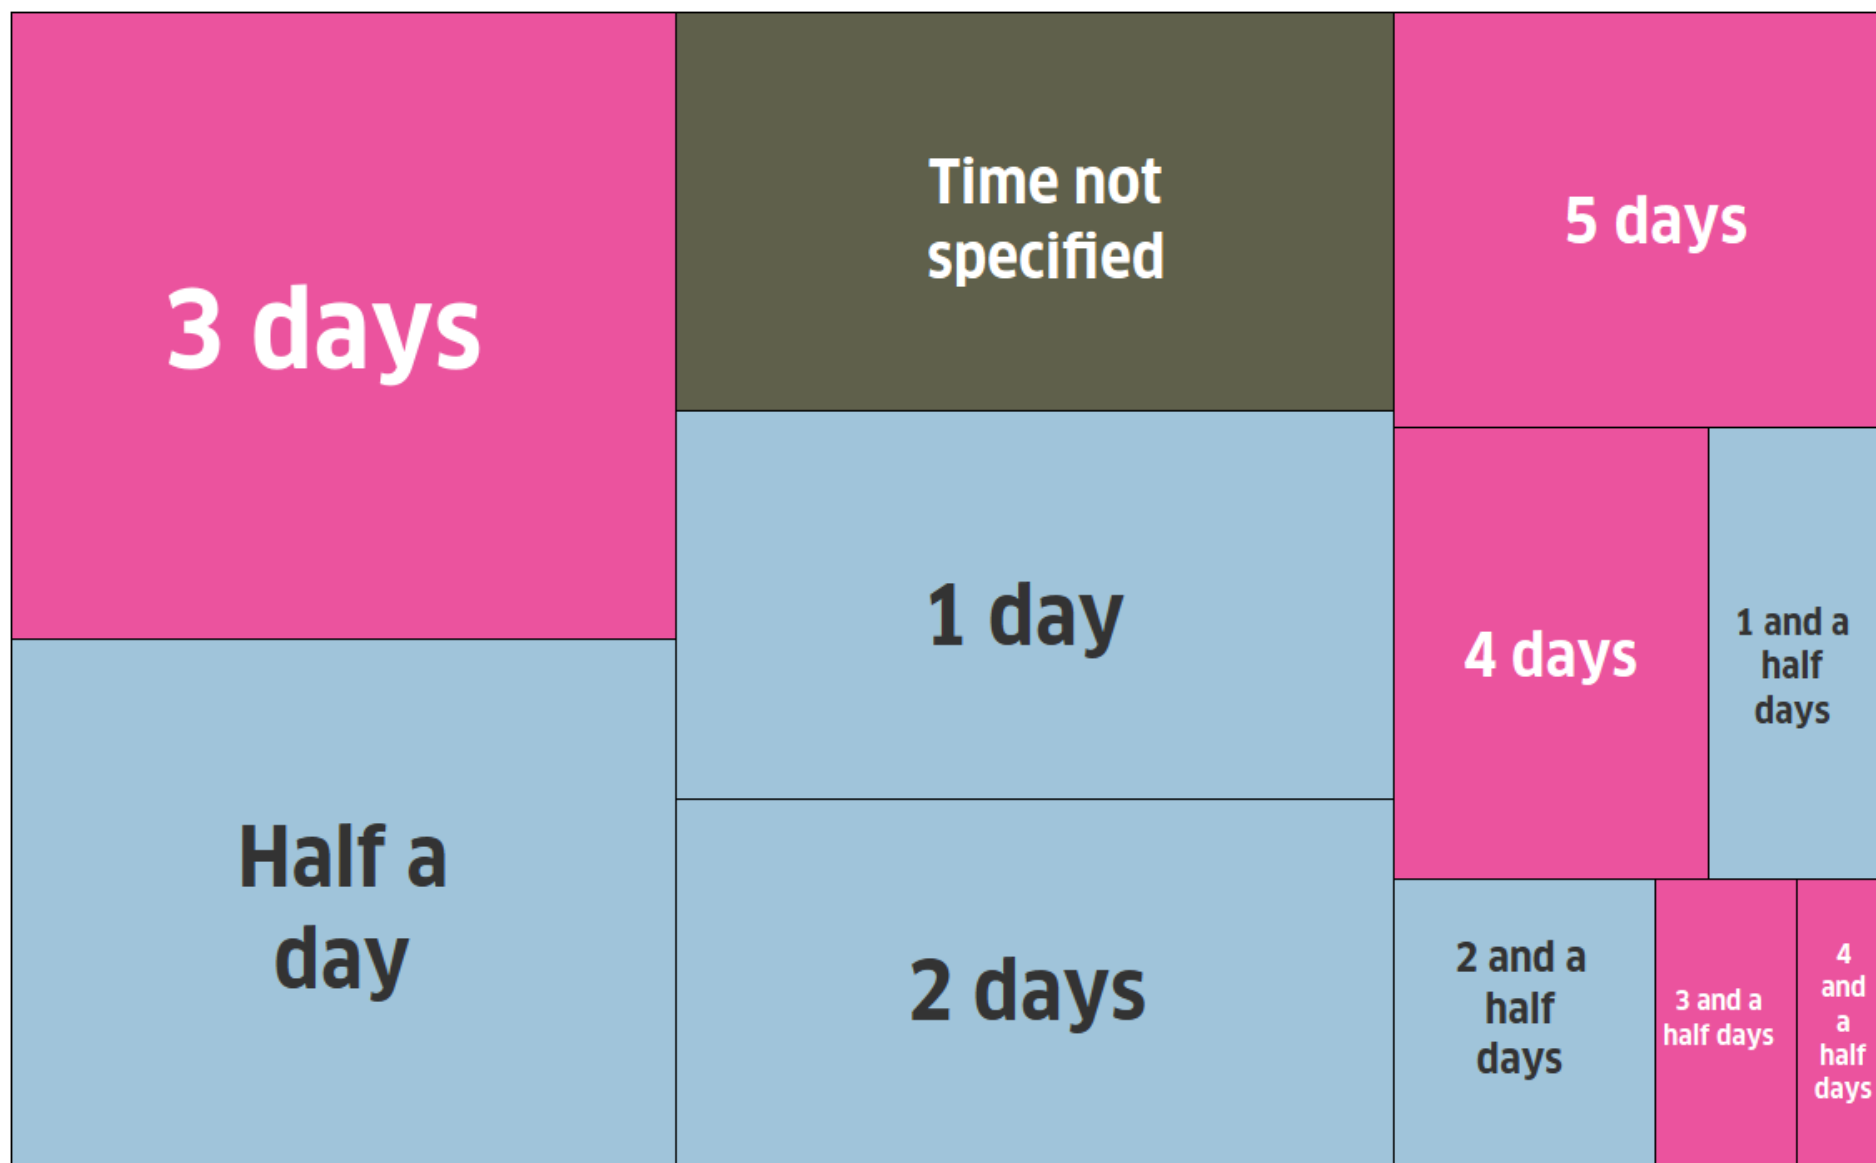 3 days
Half a
day
Time not
specified
1 day
2 days
5 days
4 days
1 and a
half
days
2 and a
half
days
3 and a
half days
4
and
a
half
days